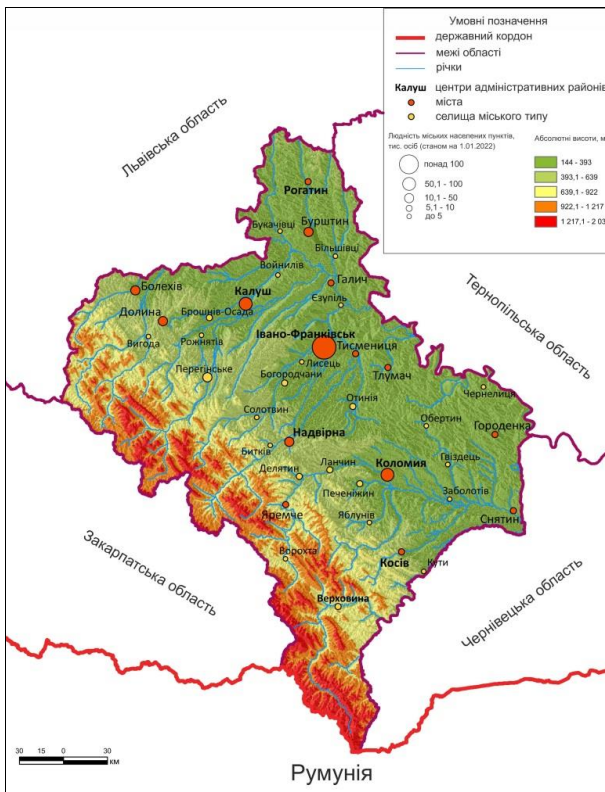 Умовні позначення
державний кордон
межі області
річки
Калуш центри адміністративних районів
міста
селища міського типу
Людність міських населених пунктів,
тис. осіб (станом на 1.01.2022)
понад 100
50,1 - 100
10,1 - 50
5,1 - 10
до 5
Абсолютні висоти, м
144 - 393
393,1 - 639
639,1 - 922
922,1 - 1 217
1 217,1 - 2 03
Львівська область
Рогатин
Букачівці
Бурштин
Більшівці
Войнилів
Галич
Болехів
Калуш
Єзупіль
Тернопільська область
Долина
Брошнів-Осада
Вигода
Рожнятів
Івано-Франківськ
Тисмениця
Лисець
Перегінське
Богородчани
Тлумач
Чернелиця
Солотвин
Отинія
Обертин
Городенка
Надвірна
Битків
Гвіздець
Делятин
Ланчин
Коломия
Печеніжин
Заболотів
Яремче
Яблунів
Снятин
Закарпатська область
Ворохта
Косів
Кути
Верховина
Чернівецька область
30 15 0 30
км
Румунія